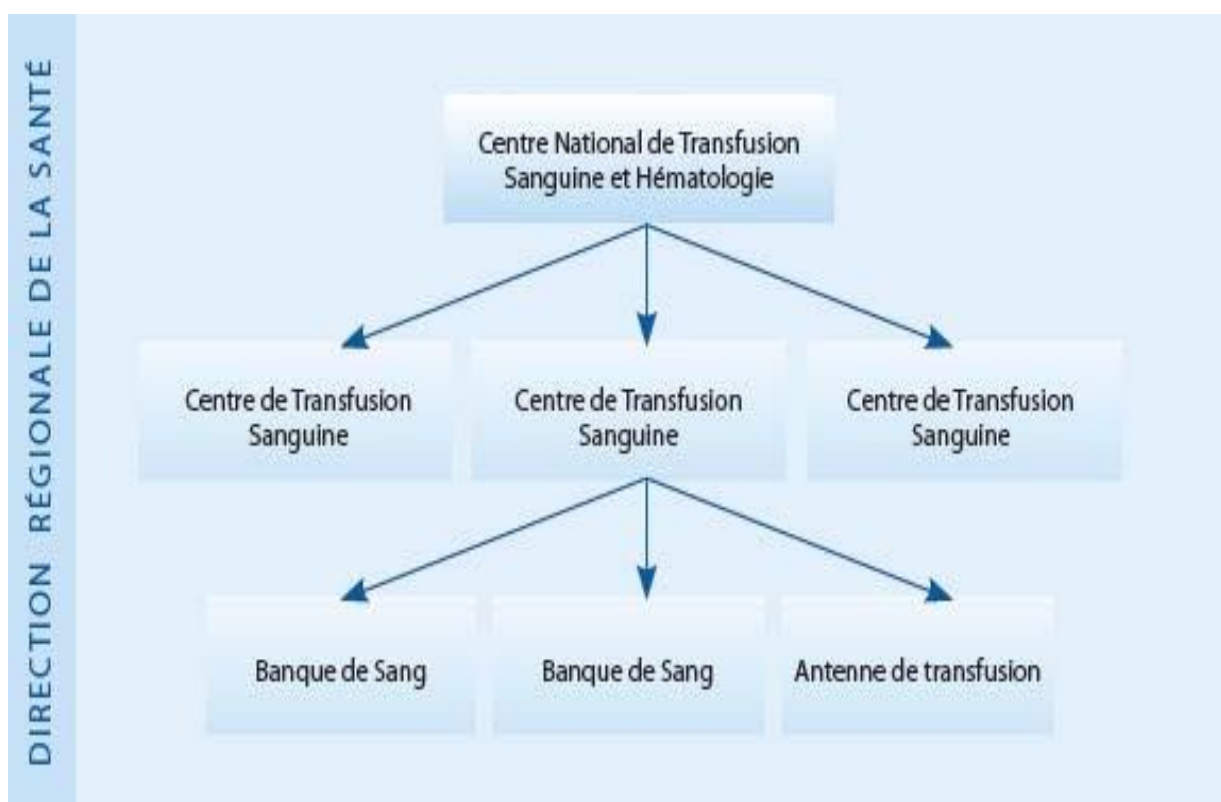 DIRECTION RÉGIONALE DE LA SANTÉ
Centre National de Transfusion
Sanguine et Hématologie
Centre de Transfusion
Sanguine
Centre de Transfusion
Sanguine
Centre de Transfusion
Sanguine
Banque de Sang
Banque de Sang
Antenne de transfusion